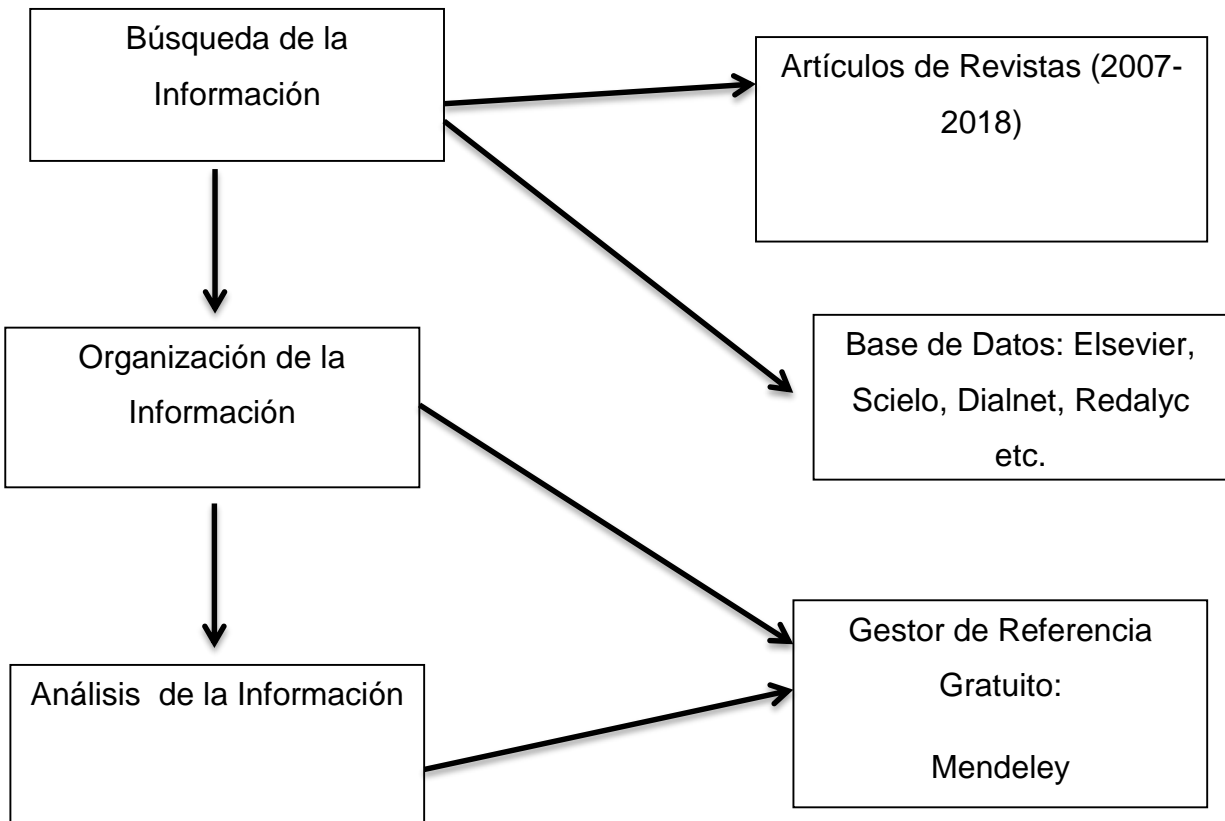 Búsqueda de la
Información
Artículos de Revistas (2007-
2018)
Organización de la
Información
Base de Datos: Elsevier,
Scielo, Dialnet, Redalyc
etc.
Análisis de la Información
Gestor de Referencia
Gratuito:
Mendeley